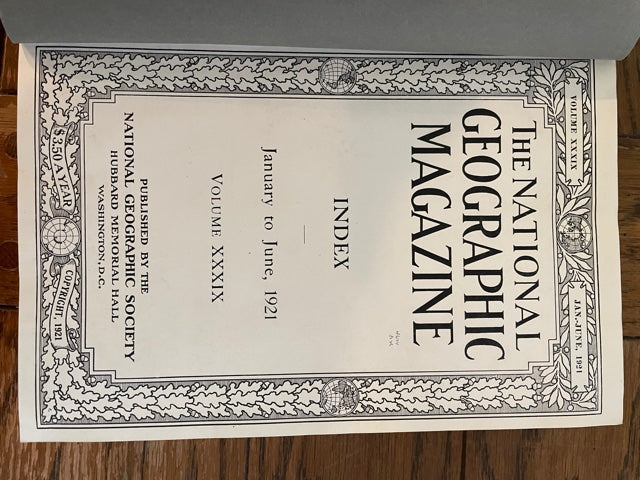 VOLUME XXXIX
JAN.-JUNE, 1921
THE NATIONAL
GEOGRAPHIC
MAGAZINE
INDEX
January to June, 1921
VOLUME XXXIX
PUBLISHED BY THE
NATIONAL GEOGRAPHIC SOCIETY
HUBBARD MEMORIAL HALL
WASHINGTON, D.C.
$3.50 A YEAR
COPYRIGHT 1921